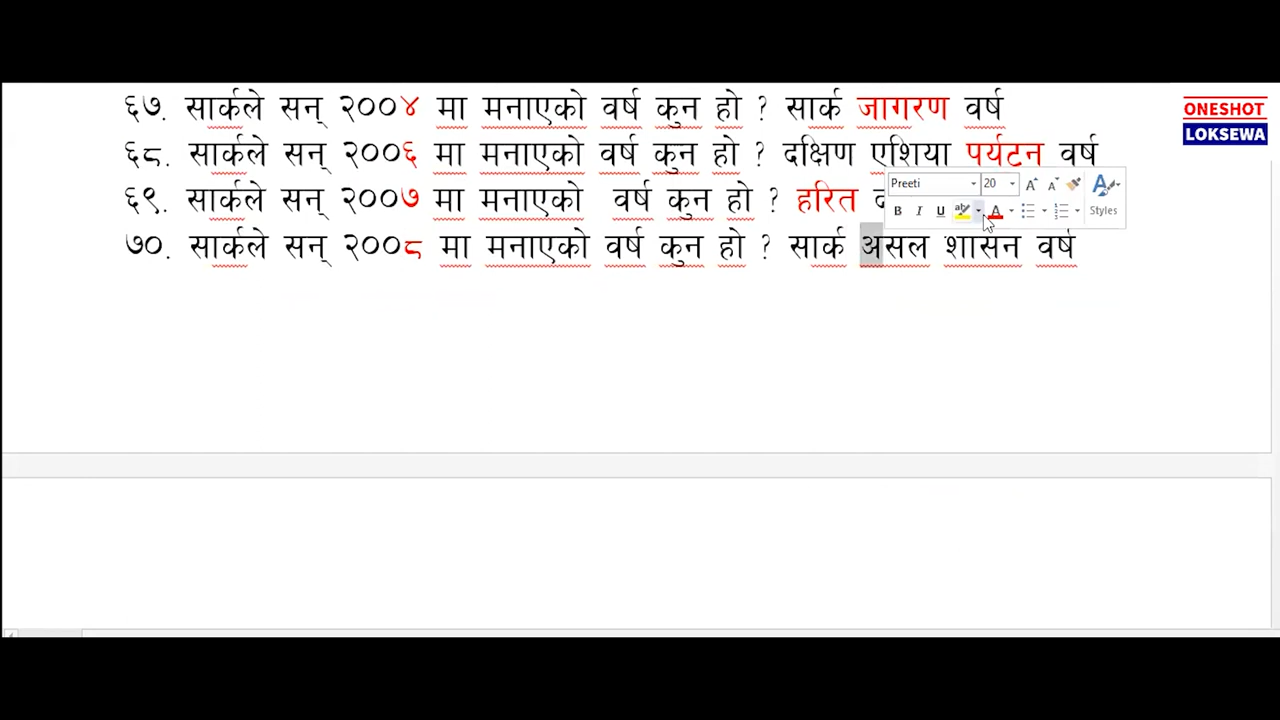 ६७. सार्कले सन् २००४ मा मनाएको वर्ष कुन हो ? सार्क जागरण वर्ष
ONESHOT
LOKSEWA
६८. सार्कले सन् २००६ मा मनाएको वर्ष कुन हो ? दक्षिण एशिया पर्यटन वर्ष
६९. सार्कले सन् २००७ मा मनाएको वर्ष कुन हो ? हरित
Preeti 20
B I U Styles
७०. सार्कले सन् २००८ मा मनाएको वर्ष कुन हो ? सार्क असल शासन वर्ष